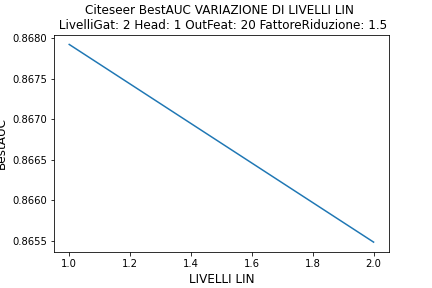 Citeseer BestAUC VARIAZIONE DI LIVELLI LIN
LivelliGat: 2 Head: 1 OutFeat: 20 FattoreRiduzione: 1.5
0.8680
0.8675
0.8670
0.8665
0.8660
0.8655
BestAUC
1.0 1.2 1.4 1.6 1.8 2.0
LIVELLI LIN